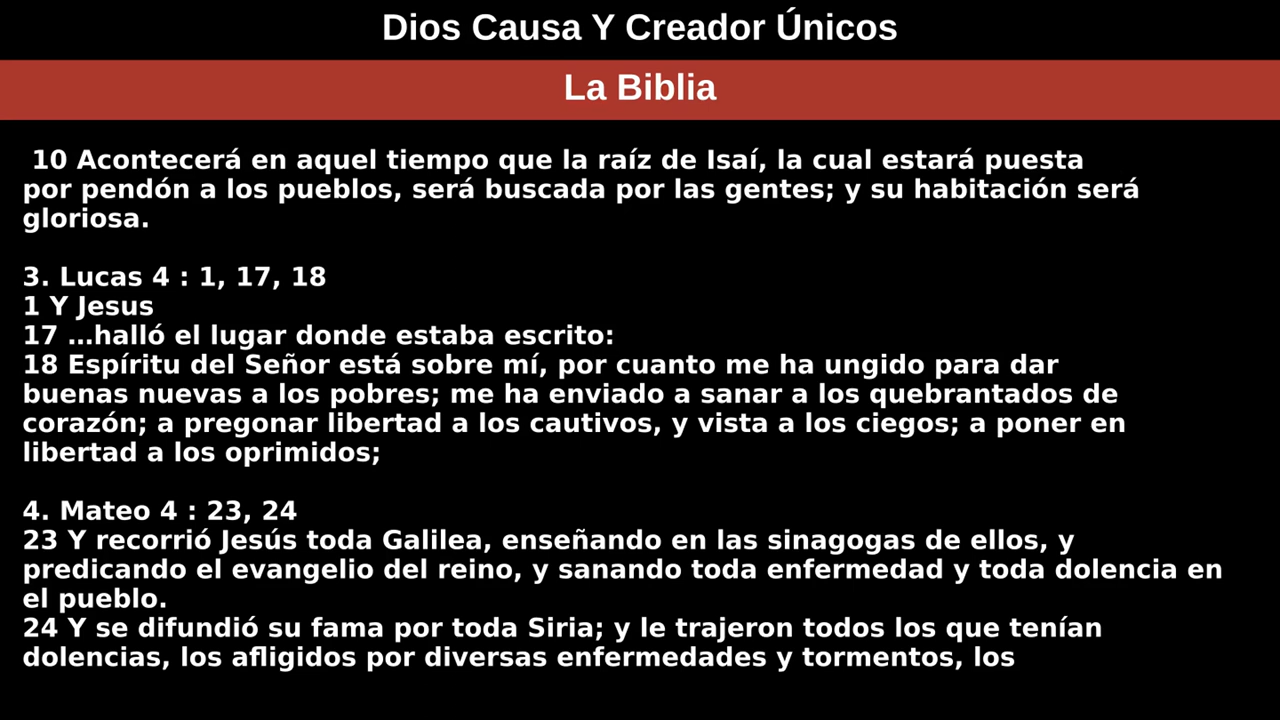 Dios Causa Y Creador Únicos
La Biblia
10 Acontecerá en aquel tiempo que la raíz de Isaí, la cual estará puesta
por pendón a los pueblos, será buscada por las gentes; y su habitación será
gloriosa.
3. Lucas 4 : 1, 17, 18
1 Y Jesus
17 …halló el lugar donde estaba escrito:
18 Espíritu del Señor está sobre mí, por cuanto me ha ungido para dar
buenas nuevas a los pobres; me ha enviado a sanar a los quebrantados de
corazón; a pregonar libertad a los cautivos, y vista a los ciegos; a poner en
libertad a los oprimidos;
4. Mateo 4 : 23, 24
23 Y recorrió Jesús toda Galilea, enseñando en las sinagogas de ellos, y
predicando el evangelio del reino, y sanando toda enfermedad y toda dolencia en
el pueblo.
24 Y se difundió su fama por toda Siria; y le trajeron todos los que tenían
dolencias, los afligidos por diversas enfermedades y tormentos, los